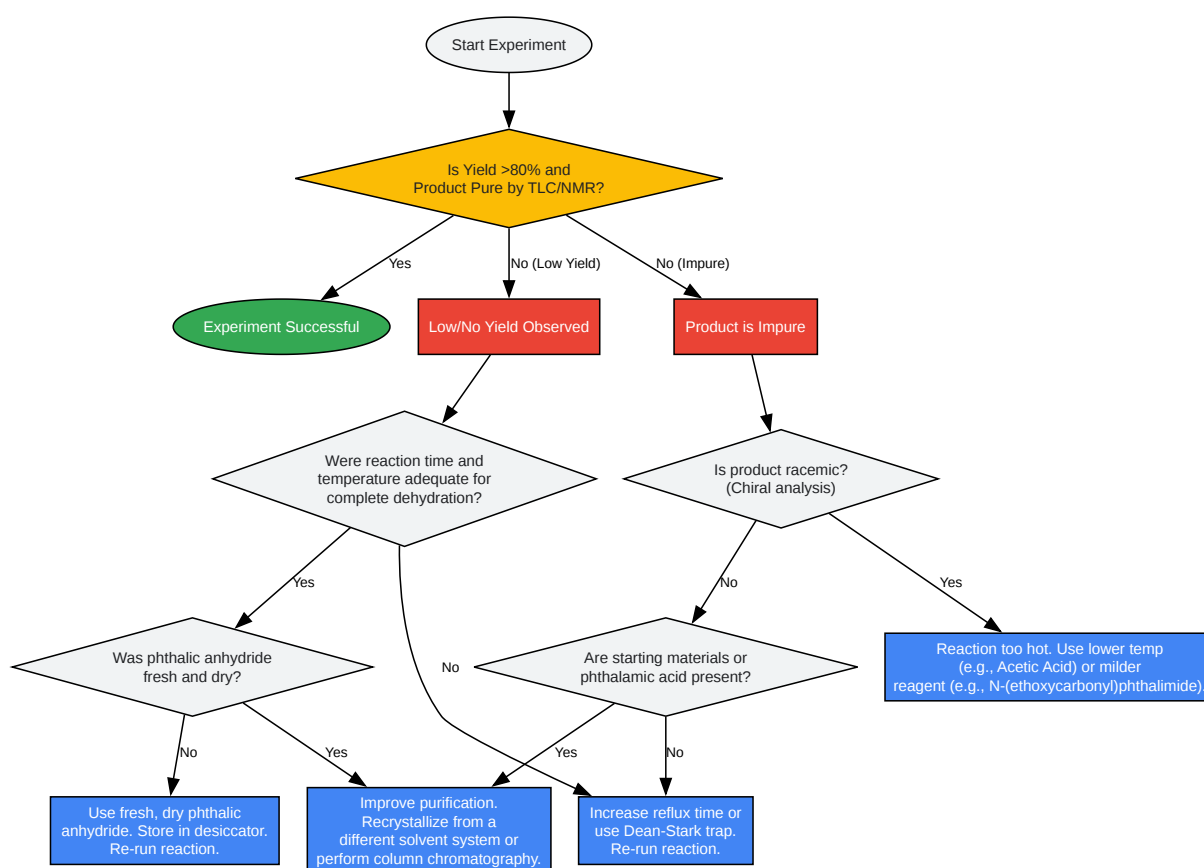 Start Experiment
Is Yield >80% and
Product Pure by TLC/NMR?
Yes
No (Low Yield)
No (Impure)
Experiment Successful
Low/No Yield Observed
Product is Impure
Were reaction time and
temperature adequate for
complete dehydration?
Is product racemic?
(Chiral analysis)
Yes
No
Yes
No
Was phthalic anhydride
fresh and dry?
Are starting materials or
phthalamic acid present?
Reaction too hot. Use lower temp
(e.g., Acetic Acid) or milder
reagent (e.g., N-(ethoxycarbonyl)phthalimide).
No
Yes
Yes
No
Use fresh, dry phthalic
anhydride. Store in desiccator.
Re-run reaction.
Improve purification.
Recrystallize from a
different solvent system or
perform column chromatography.
Increase reflux time or
use Dean-Stark trap.
Re-run reaction.